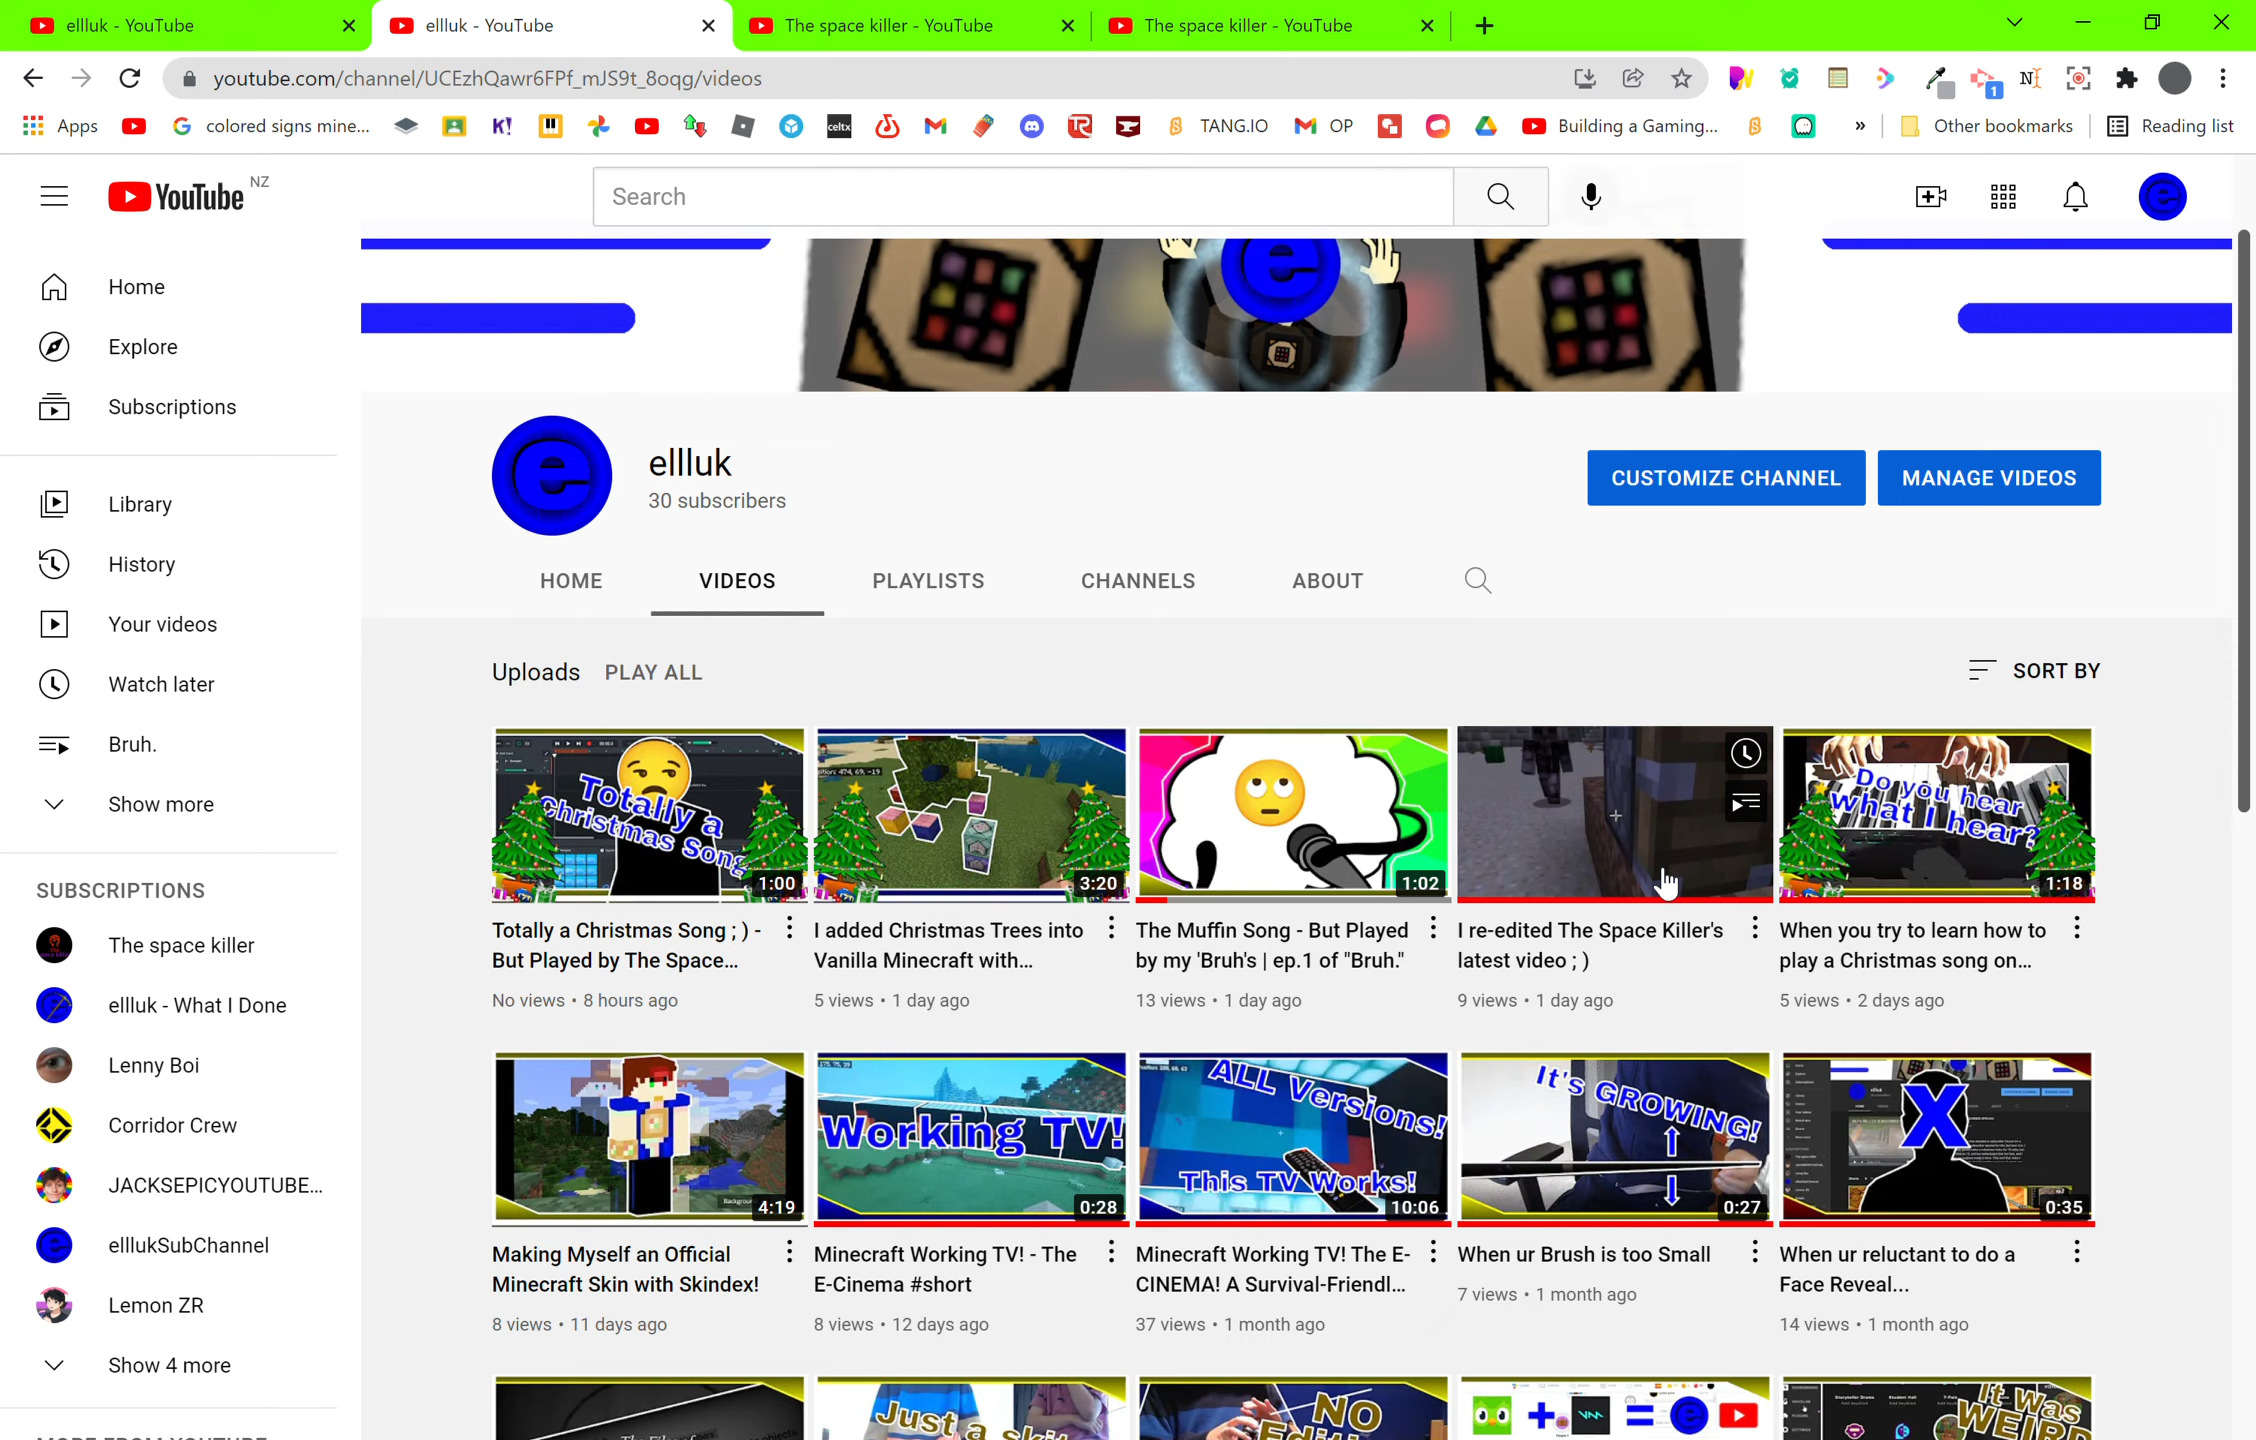 ellluk - YouTube
ellluk - YouTube
The space killer - YouTube
The space killer - YouTube
youtube.com/channel/UCEzhQawr6FPf_mJS9t_8oqg/videos
1
Apps
colored signs mine...
K!
celtx
TANG.IO
OP
Building a Gaming...
»
Other bookmarks
Reading list
YouTube NZ
Search
Home
Explore
Subscriptions
Library
History
Your videos
Watch later
Bruh.
Show more
SUBSCRIPTIONS
The space killer
ellluk - What I Done
Lenny Boi
Corridor Crew
JACKSEPICYOUTUBE...
elllukSubChannel
Lemon ZR
Show 4 more
e
ellluk
30 subscribers
CUSTOMIZE CHANNEL
MANAGE VIDEOS
HOME
VIDEOS
PLAYLISTS
CHANNELS
ABOUT
Uploads
PLAY ALL
SORT BY
Totally a
Christmas Song
1:00
Totally a Christmas Song ; ) -
But Played by The Space...
No views • 8 hours ago
3:20
I added Christmas Trees into
Vanilla Minecraft with...
5 views • 1 day ago
1:02
The Muffin Song - But Played
by my 'Bruh's | ep.1 of "Bruh."
13 views • 1 day ago
I re-edited The Space Killer's
latest video ; )
9 views • 1 day ago
Do you hear
what I hear?
1:18
When you try to learn how to
play a Christmas song on...
5 views • 2 days ago
4:19
Making Myself an Official
Minecraft Skin with Skindex!
8 views • 11 days ago
Working TV!
0:28
Minecraft Working TV! - The
E-Cinema #short
8 views • 12 days ago
ALL Versions!
This TV Works!
10:06
Minecraft Working TV! The E-
CINEMA! A Survival-Friendl...
37 views • 1 month ago
It's GROWING!
0:27
When ur Brush is too Small
7 views • 1 month ago
X
0:35
When ur reluctant to do a
Face Reveal...
14 views • 1 month ago
Just a skit
NO
Editing
It was
WEIRD